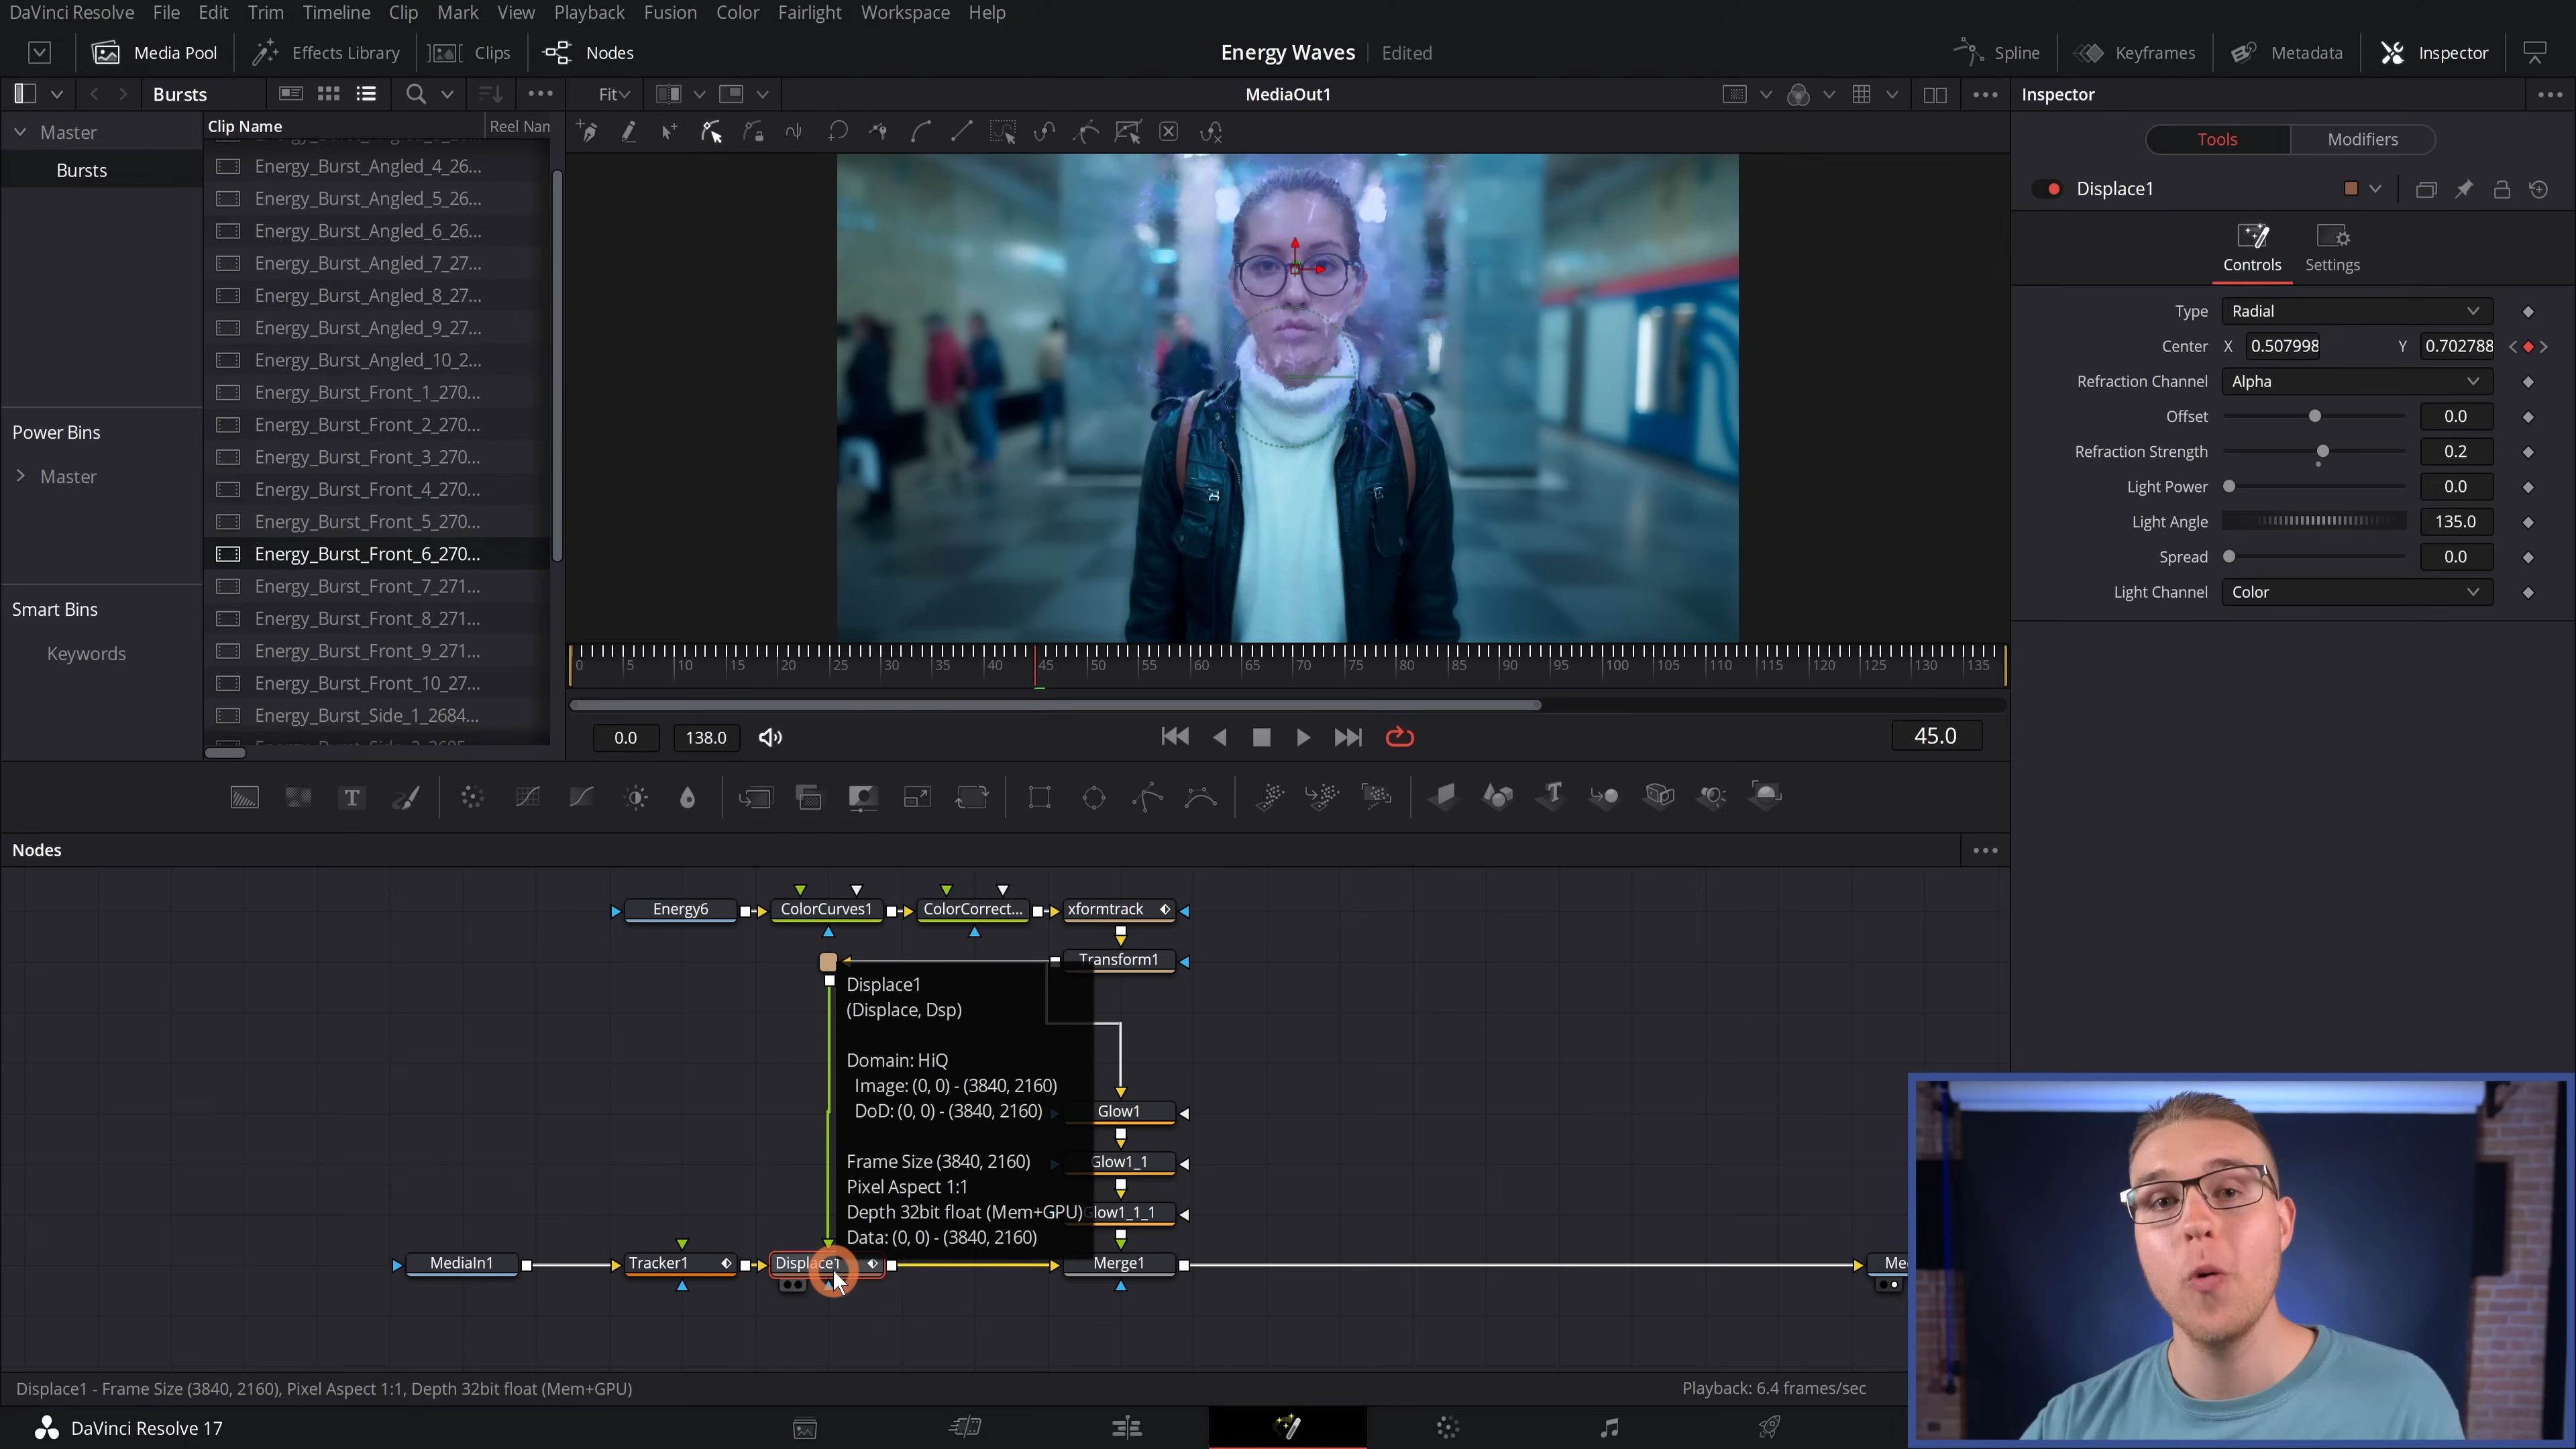 DaVinci Resolve File Edit Trim Timeline Clip Mark View Playback Fusion Color Fairlight Workspace Help
Media Pool Effects Library Clips Nodes Energy Waves Edited Spline Keyframes Metadata Inspector
Bursts Fit MediaOut1 Inspector
Master
Bursts
Power Bins
Master
Smart Bins
Keywords
Clip Name Reel Nam
Energy_Burst_Angled_4_26...
Energy_Burst_Angled_5_26...
Energy_Burst_Angled_6_26...
Energy_Burst_Angled_7_27...
Energy_Burst_Angled_8_27...
Energy_Burst_Angled_9_27...
Energy_Burst_Angled_10_2...
Energy_Burst_Front_1_270...
Energy_Burst_Front_2_270...
Energy_Burst_Front_3_270...
Energy_Burst_Front_4_270...
Energy_Burst_Front_5_270...
Energy_Burst_Front_6_270...
Energy_Burst_Front_7_271...
Energy_Burst_Front_8_271...
Energy_Burst_Front_9_271...
Energy_Burst_Front_10_27...
Energy_Burst_Side_1_2684...
0 5 10 15 20 25 30 35 40 45 50 55 60 65 70 75 80 85 90 95 100 105 110 115 120 125 130 135
0.0 138.0 45.0
Tools Modifiers
Displace1
Controls Settings
Type Radial
Center X 0.507998 Y 0.702788
Refraction Channel Alpha
Offset 0.0
Refraction Strength 0.2
Light Power 0.0
Light Angle 135.0
Spread 0.0
Light Channel Color
Nodes
Energy6 ColorCurves1 ColorCorrect... xformtrack
Transform1
Displace1
(Displace, Dsp)
Domain: HiQ
Image: (0, 0) - (3840, 2160)
DoD: (0, 0) - (3840, 2160)
Frame Size (3840, 2160)
Pixel Aspect 1:1
Depth 32bit float (Mem+GPU)
Data: (0, 0) - (3840, 2160)
Glow1
Glow1_1
low1_1_1
MediaIn1 Tracker1 Displace1 Merge1 Me
Displace1 - Frame Size (3840, 2160), Pixel Aspect 1:1, Depth 32bit float (Mem+GPU) Playback: 6.4 frames/sec
DaVinci Resolve 17